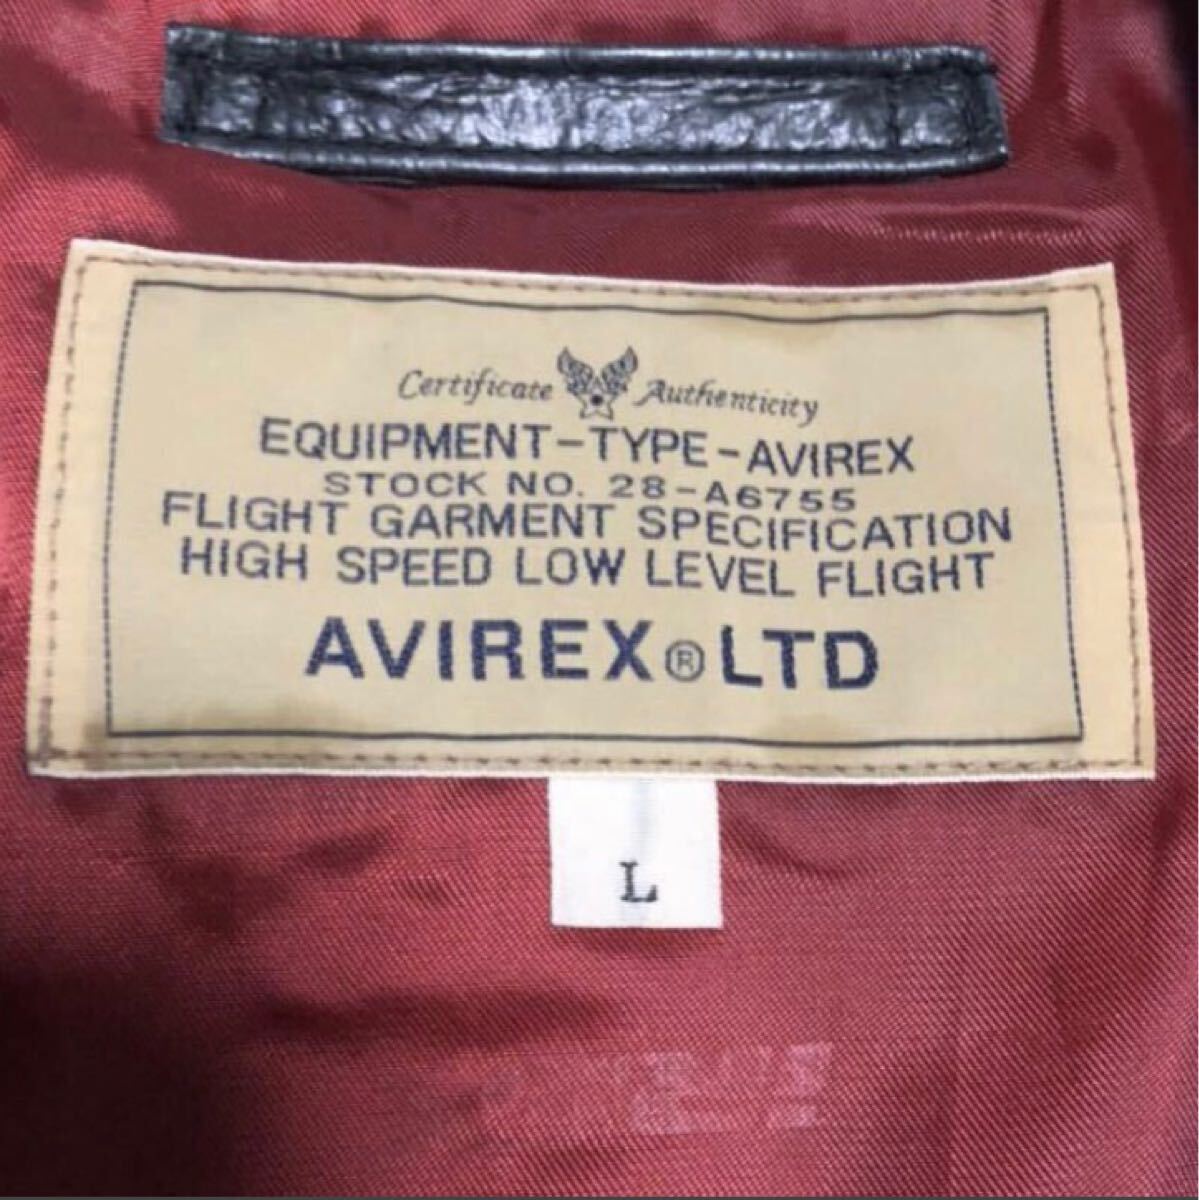 Certificate Authenticity
EQUIPMENT-TYPE-AVIREX
STOCK NO. 28-A6755
FLIGHT GARMENT SPECIFICATION
HIGH SPEED LOW LEVEL FLIGHT
AVIREX® LTD
L